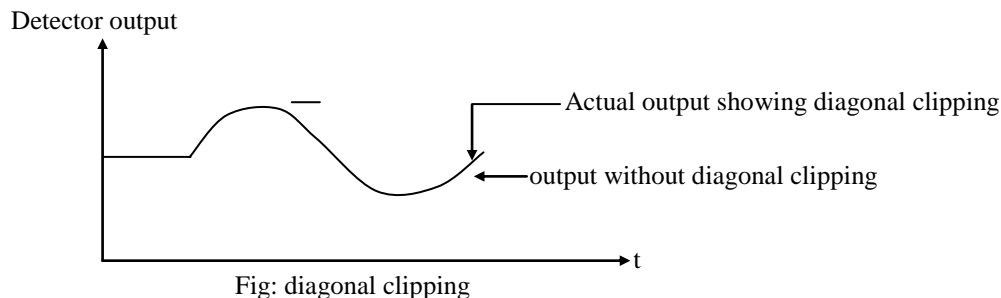 Detector output
Actual output showing diagonal clipping
output without diagonal clipping
t
Fig: diagonal clipping